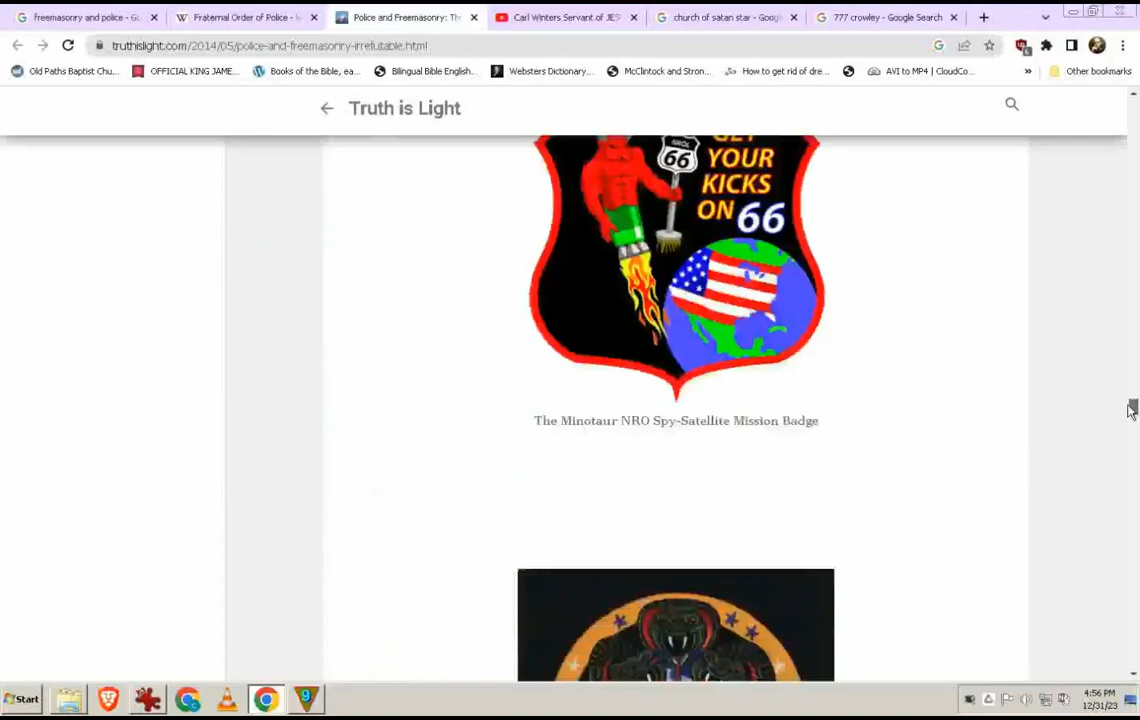 freemasonry and police - Go
Fraternal Order of Police - W
Police and Freemasonry: The
Carl Winters Servant of JES
church of satan star - Googl
777 crowley - Google Search
truthislight.com/2014/05/police-and-freemasonry-irrefutable.html
Old Paths Baptist Chu...
OFFICIAL KING JAME...
Books of the Bible, ea...
Bilingual Bible English...
Websters Dictionary,...
McClintock and Stron...
How to get rid of dre...
AVI to MP4 | CloudCo...
Other bookmarks
Truth is Light
NROL
66
GET
YOUR
KICKS
ON 66
The Minotaur NRO Spy-Satellite Mission Badge
Start
9
4:56 PM
12/31/23